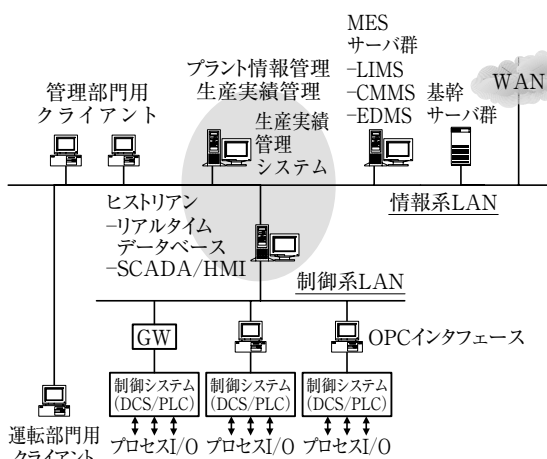 MES
サーバ群
-LIMS
-CMMS
-EDMS
基幹
サーバ群
WAN
プラント情報管理
生産実績管理
管理部門用
クライアント
生産実績
管理
システム
情報系LAN
ヒストリアン
-リアルタイム
データベース
-SCADA/HMI
制御系LAN
GW
OPCインタフェース
制御システム
(DCS/PLC)
制御システム
(DCS/PLC)
制御システム
(DCS/PLC)
プロセスI/O
プロセスI/O
プロセスI/O
運転部門用
クライアント